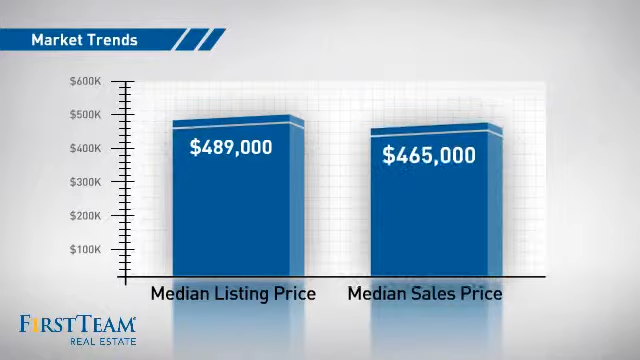 Market Trends
$600K
$500K
$400K
$300K
$200K
$100K
$489,000
$465,000
Median Listing Price
Median Sales Price
FIRSTTEAM®
REAL ESTATE